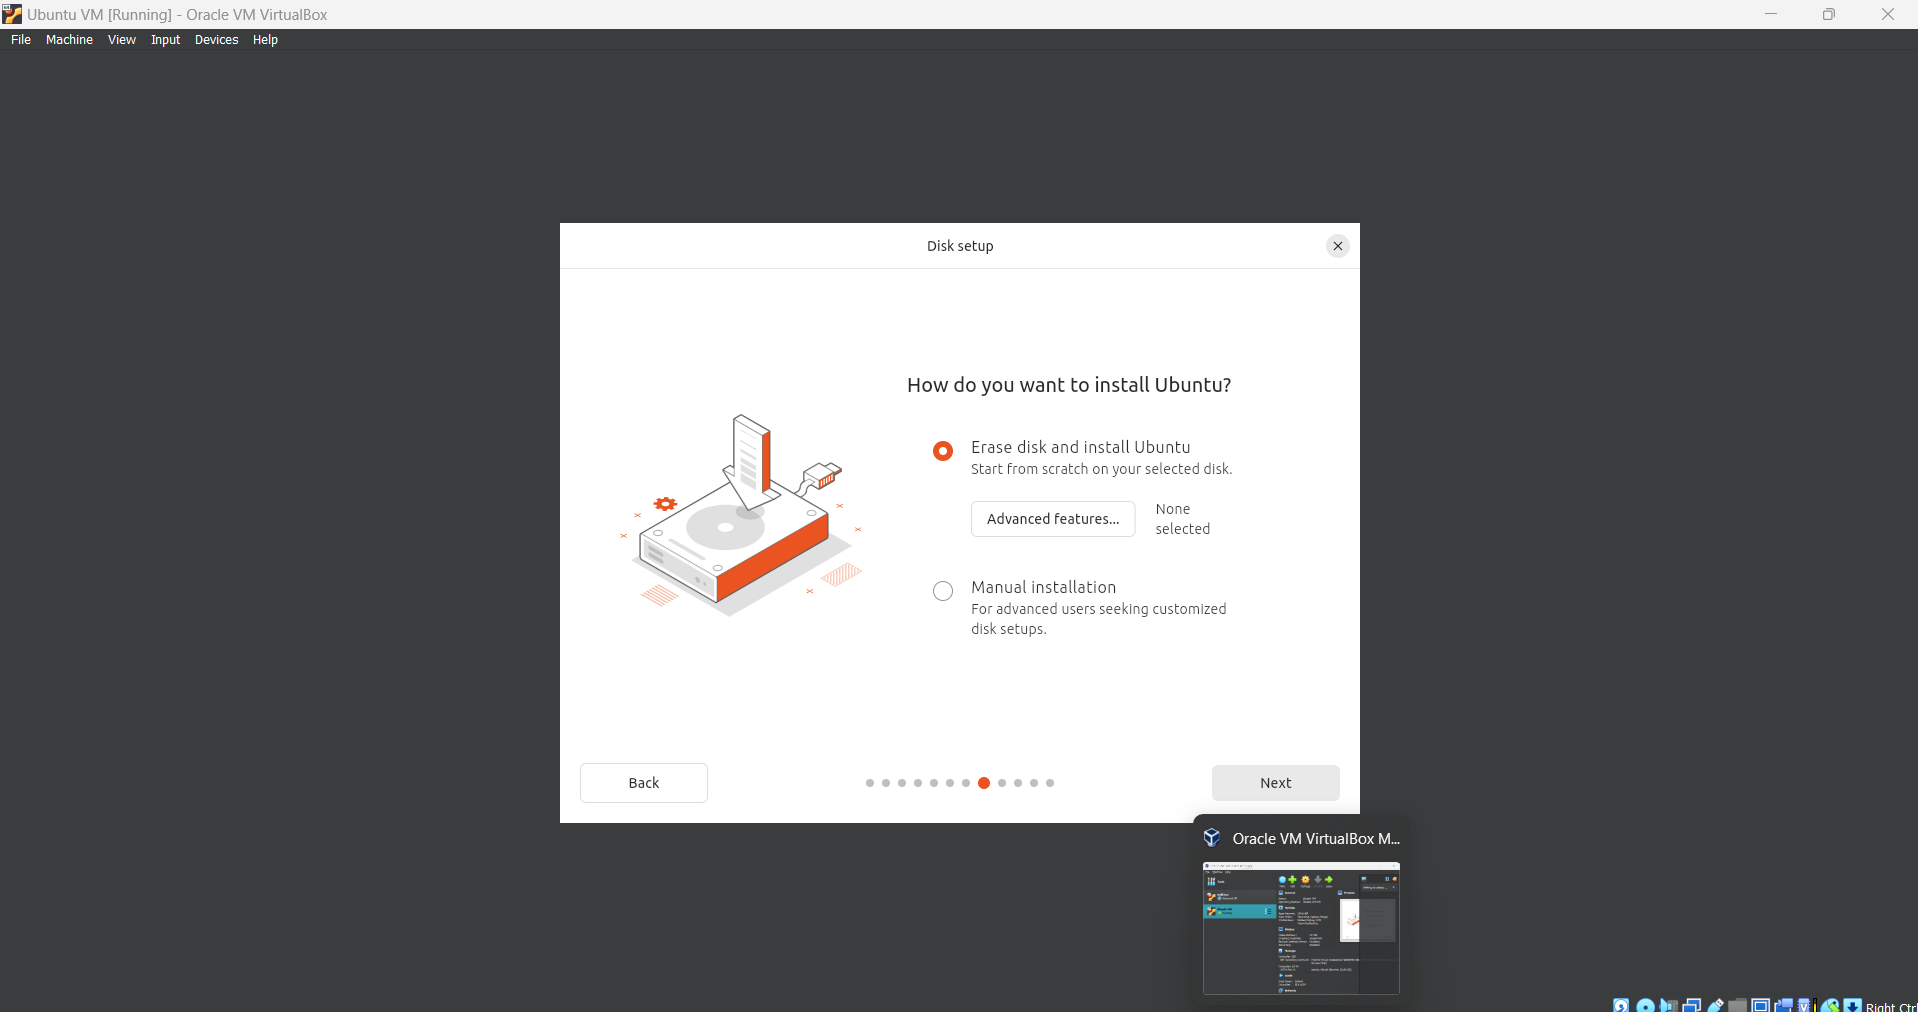 Ubuntu VM [Running] - Oracle VM VirtualBox
File Machine View Input Devices Help
Disk setup
How do you want to install Ubuntu?
Erase disk and install Ubuntu
Start from scratch on your selected disk.
Advanced features...
None
selected
Manual installation
For advanced users seeking customized
disk setups.
Back
Next
Oracle VM VirtualBox M...
Right Ctrl